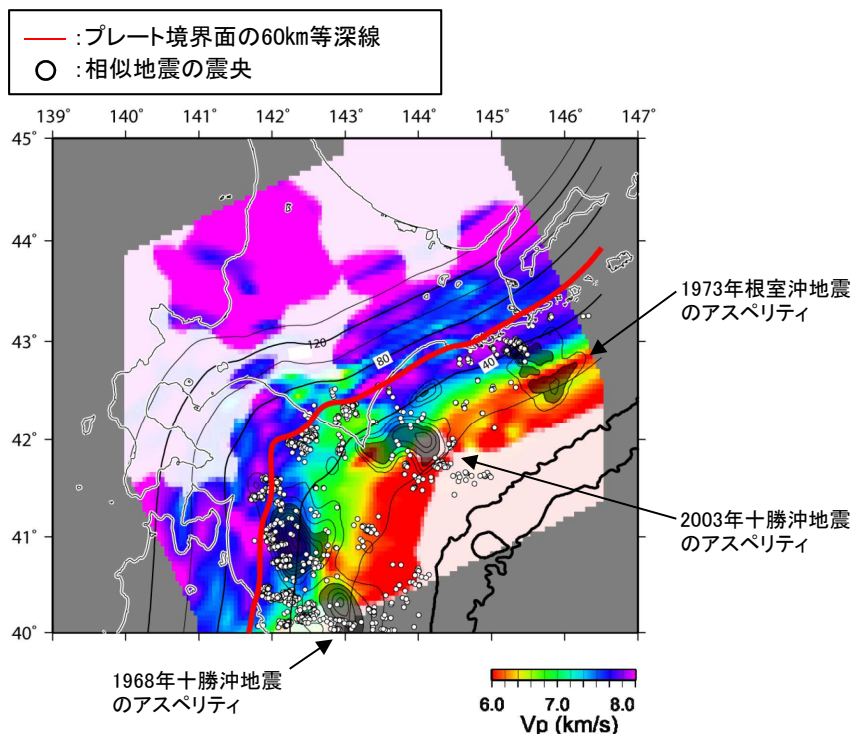 ：プレート境界面の60km等深線
：相似地震の震央
139° 140° 141° 142° 143° 144° 145° 146° 147°
45°
44°
43°
42°
41°
40°
120
80
40
1973年根室沖地震
のアスペリティ
2003年十勝沖地震
のアスペリティ
1968年十勝沖地震
のアスペリティ
6.0 7.0 8.0
Vp (km/s)